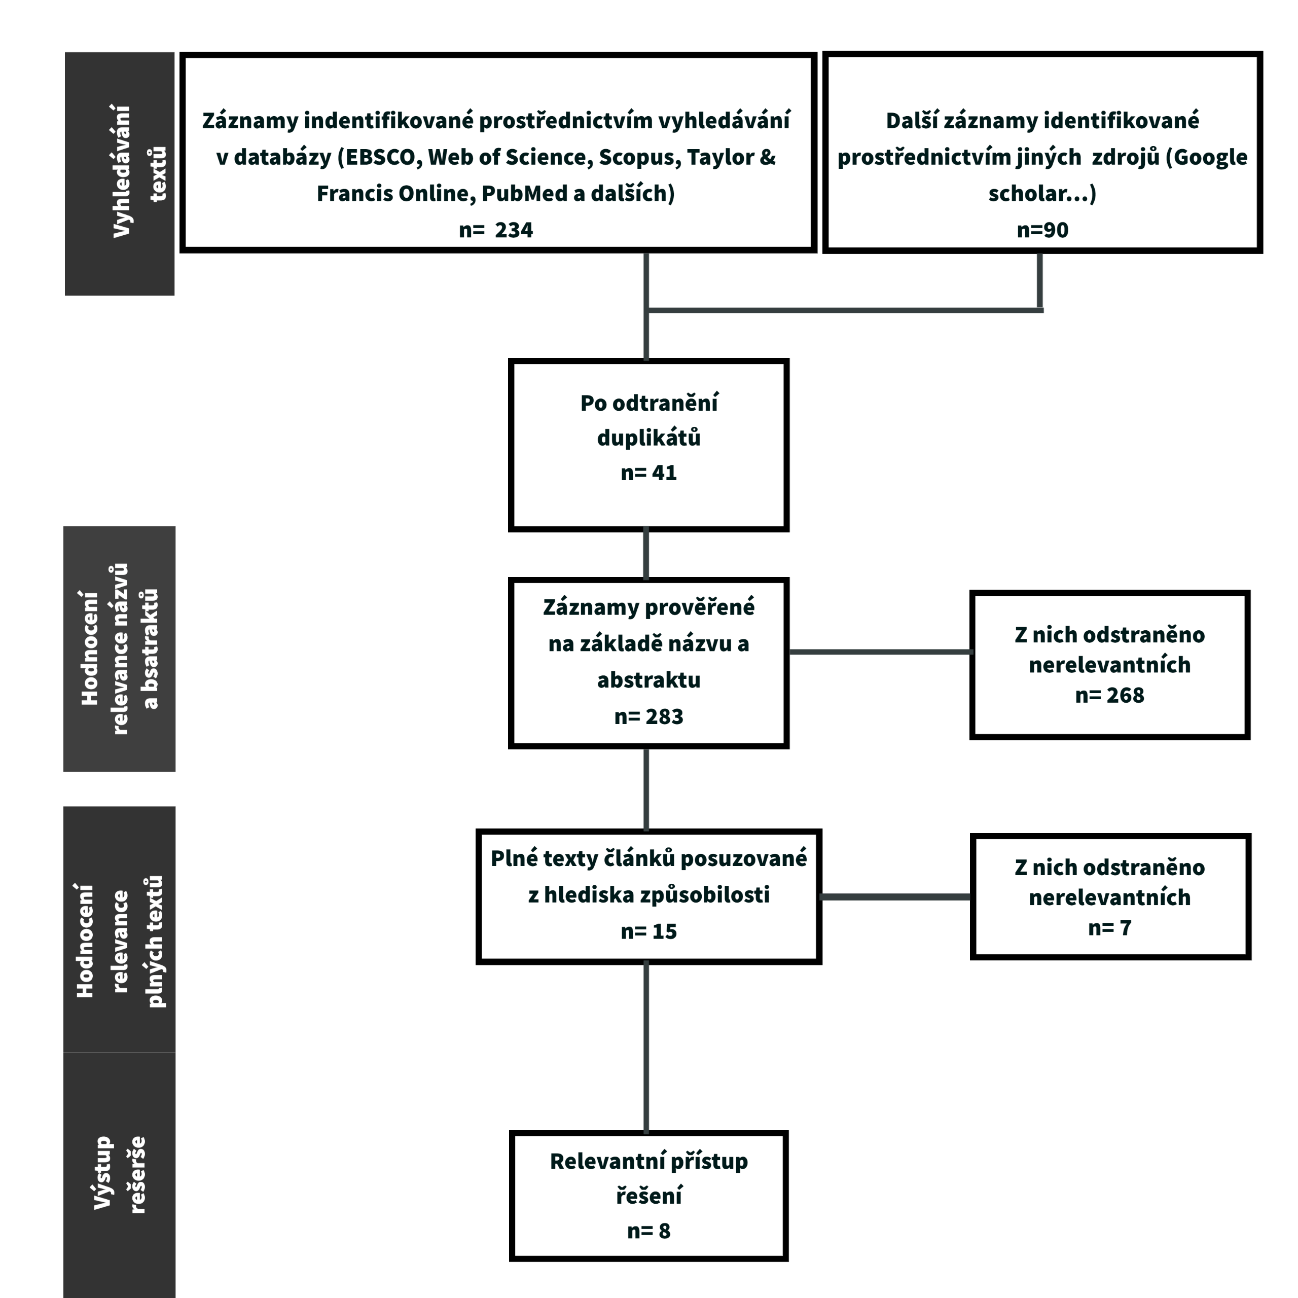 Vyhledávání
textů
Záznamy indentifikované prostřednictvím vyhledávání
v databázy (EBSCO, Web of Science, Scopus, Taylor &
Francis Online, PubMed a dalších)
n=  234
Další záznamy identifikované
prostřednictvím jiných  zdrojů (Google
scholar...)
n=90
Po odtranění
duplikátů
n= 41
Hodnocení
relevance názvů
a bsatraktů
Záznamy prověřené
na základě názvu a
abstraktu
n= 283
Z nich odstraněno
nerelevantních
n= 268
Hodnocení
relevance
plných textů
Plné texty článků posuzované
z hlediska způsobilosti
n= 15
Z nich odstraněno
nerelevantních
n= 7
Výstup
rešerše
Relevantní přístup
řešení
n= 8